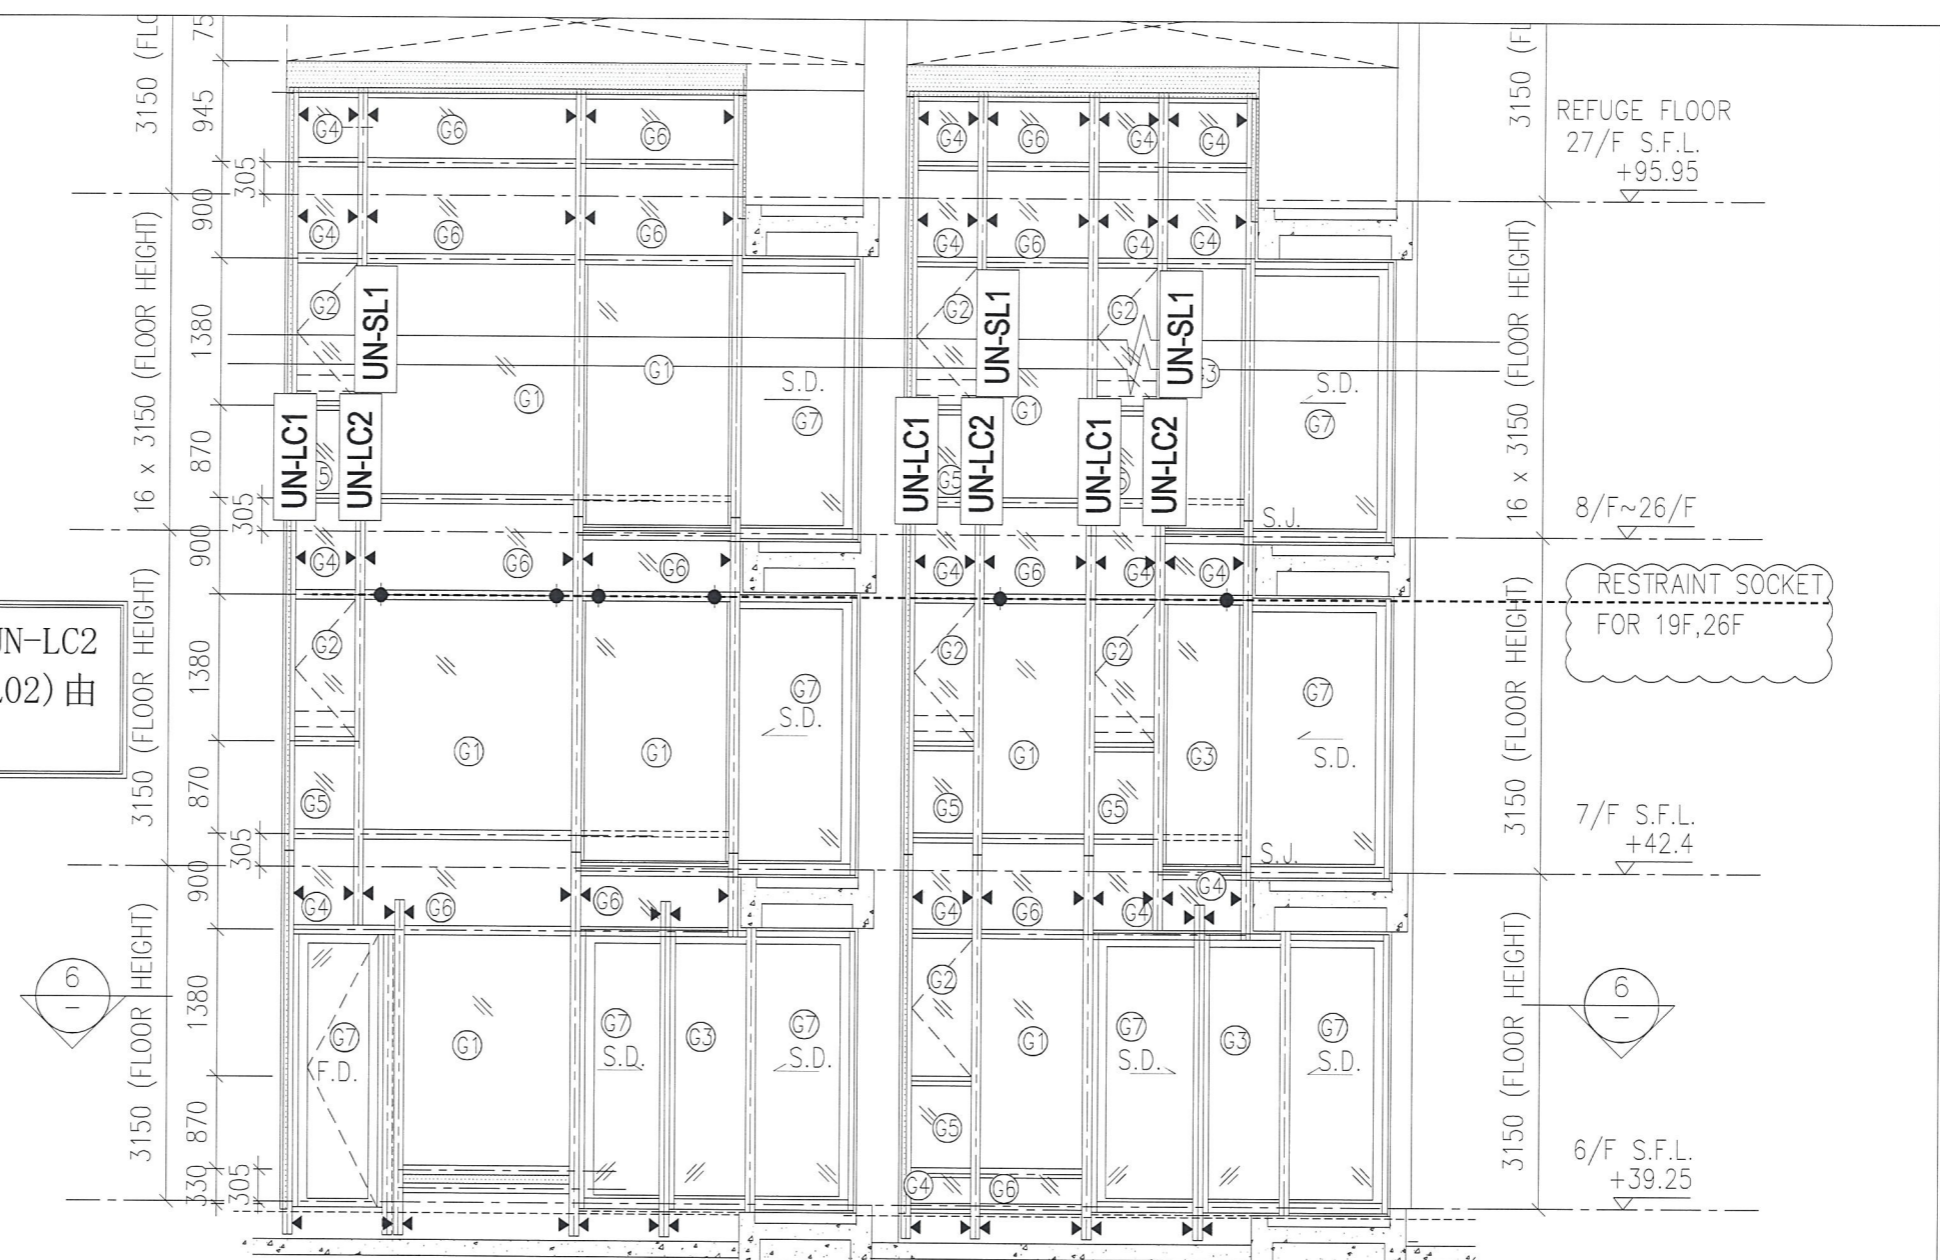 3150 (FLO
75
945
305
900
1380
870
305
900
1380
870
305
900
1380
870
330
305
16 x 3150 (FLOOR HEIGHT)
3150 (FLOOR HEIGHT)
3150 (FLOOR HEIGHT)
UN-LC2
L02)由
6
–
G4
G6
G6
G4
G6
G6
G2
UN-SL1
G1
G1
S.D.
G7
UN-LC1
UN-LC2
G4
G6
G6
G2
G1
G1
G7
S.D.
G5
G4
G6
G6
G7
F.D.
G1
G7
S.D.
G3
G7
S.D.
G4
G6
G4
G4
G4
G6
G4
G4
G2
UN-SL1
G2
UN-SL1
G1
S.D.
G7
UN-LC1
UN-LC2
UN-LC1
UN-LC2
G5
S.J.
G4
G6
G4
G4
G2
G1
G2
G3
G7
S.D.
G5
G5
S.J.
G4
G6
G4
G4
G2
G1
G5
G7
S.D.
G3
G7
S.D.
G4
G6
3150 (FL
16 x 3150 (FLOOR HEIGHT)
3150 (FLOOR HEIGHT)
3150 (FLOOR HEIGHT)
REFUGE FLOOR
27/F S.F.L.
+95.95
8/F~26/F
RESTRAINT SOCKET
FOR 19F,26F
7/F S.F.L.
+42.4
6
–
6/F S.F.L.
+39.25